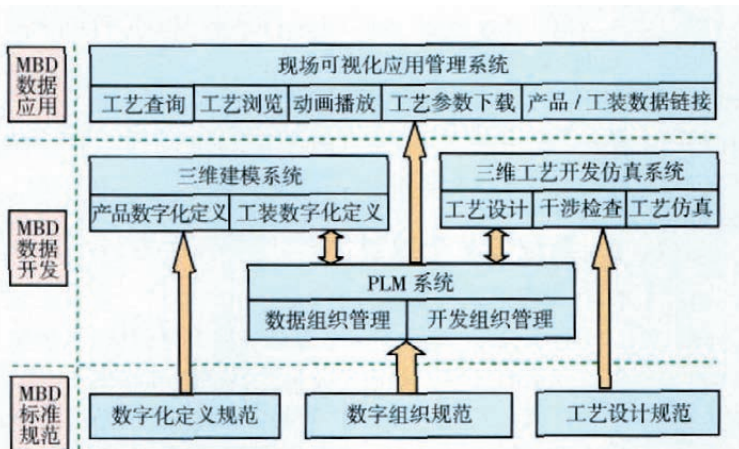 MBD
数据
应用
现场可视化应用管理系统
工艺查询 工艺浏览 动画播放 工艺参数下载 产品 / 工装数据链接
MBD
数据
开发
三维建模系统
产品数字化定义 工装数字化定义
三维工艺开发仿真系统
工艺设计 干涉检查 工艺仿真
PLM 系统
数据组织管理 开发组织管理
MBD
标准
规范
数字化定义规范
数字组织规范
工艺设计规范